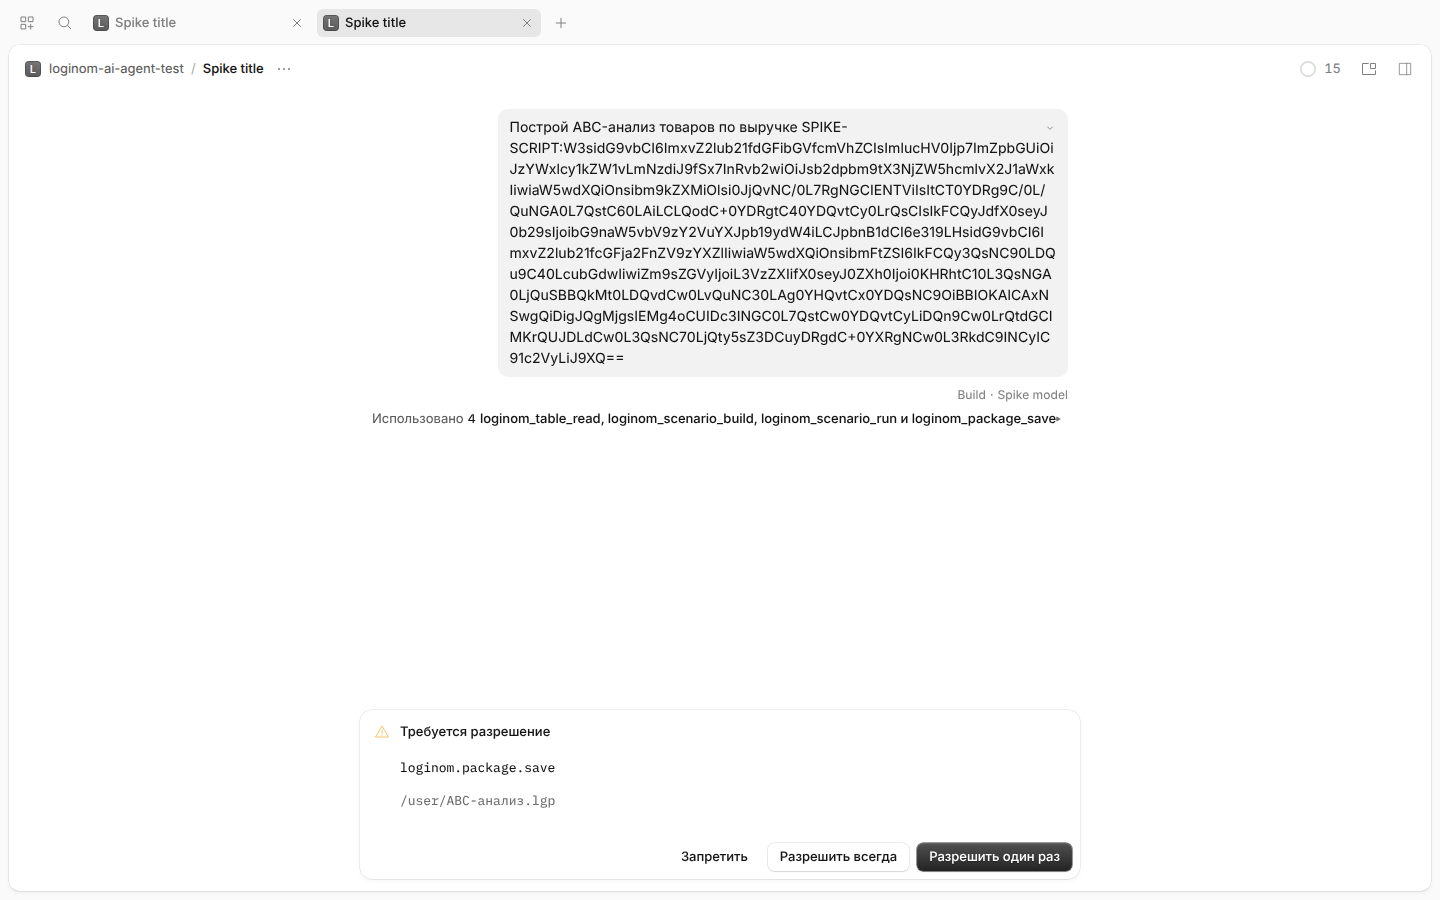 Spike title
Spike title
L loginom-ai-agent-test / Spike title ...
15
Построй ABC-анализ товаров по выручке SPIKE-
SCRIPT:W3sidG9vbCI6ImxvZ2lub21fdGFibGVfcmVhZCIsImlucHV0Ijp7ImZpbGUiOi
JzYWxlcy1kZW1vLmNzdiJ9fSx7InRvb2wiOiJsb2dpbm9tX3NjZW5hcmlvX2J1aWxk
IiwiaW5wdXQiOnsibm9kZXMiOlsi0JjQvNC/0L7RgNGCIENTViIsItCT0YDRg9C/0L/
QuNGA0L7QstC60LAiLCLQodC+0YDRgtC40YDQvtCy0LrQsCIsIkFCQyJdfX0seyJ
0b29sIjoibG9naW5vbV9zY2VuYXJpb19ydW4iLCJpbnB1dCI6e319LHsidG9vbCI6I
mxvZ2lub21fcGFja2FnZV9zYXZlIiwiaW5wdXQiOnsibmFtZSI6IkFCQy3QsNC90LDQ
u9C40LcubGdwIiwiZm9sZGVyIjoiL3VzZXIifX0seyJ0ZXh0Ijoi0KHRhtC10L3QsNGA
0LjQuSBBQkMt0LDQvdCw0LvQuNC30LAg0YHQvtCx0YDQsNC9OiBBIOKAlCAxN
SwgQiDigJQgMjgsIEMg4oCUIDc3INGC0L7QstCw0YDQvtCyLiDQn9Cw0LrQtdGCI
MKrQUJDLdCw0L3QsNC70LjQty5sZ3DCuyDRgdC+0YXRgNCw0L3RkdC9INCyIC
91c2VyLiJ9XQ==
Build · Spike model
Использовано 4 loginom_table_read, loginom_scenario_build, loginom_scenario_run и loginom_package_save
Требуется разрешение
loginom.package.save
/user/ABC-анализ.lgp
Запретить
Разрешить всегда
Разрешить один раз